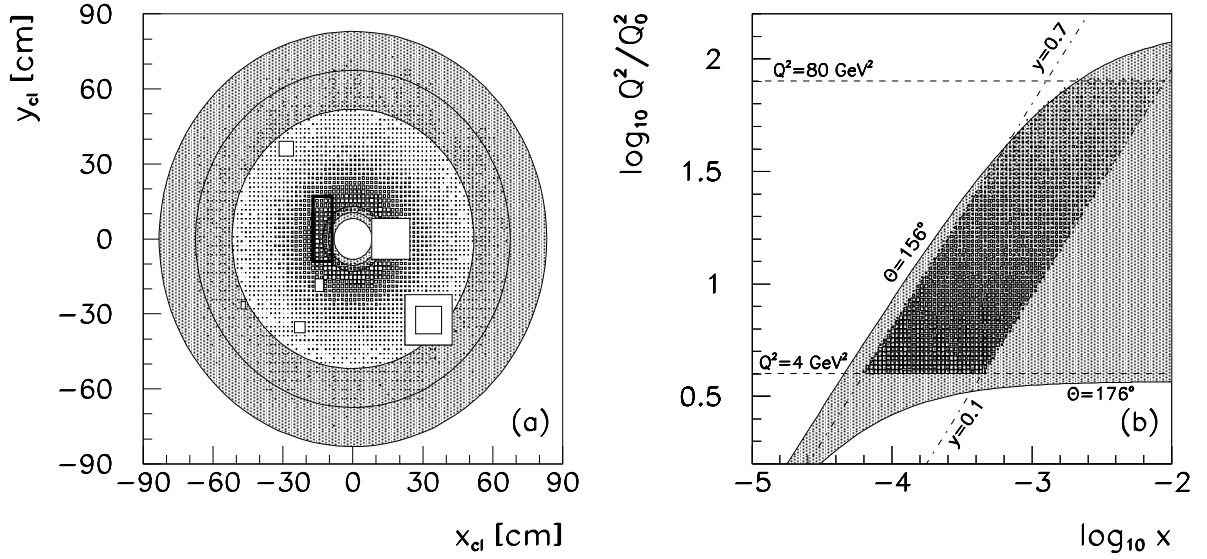 y_cl [cm]
90
60
30
0
−30
−60
−90
−90 −60 −30 0 30 60 90
x_cl [cm]
(a)
log₁₀ Q²/Q₀²
2
1.5
1
0.5
−5 −4 −3 −2
log₁₀ x
Q²=80 GeV²
y=0.7
Θ=156°
Q²=4 GeV²
Θ=176°
y=0.1
(b)